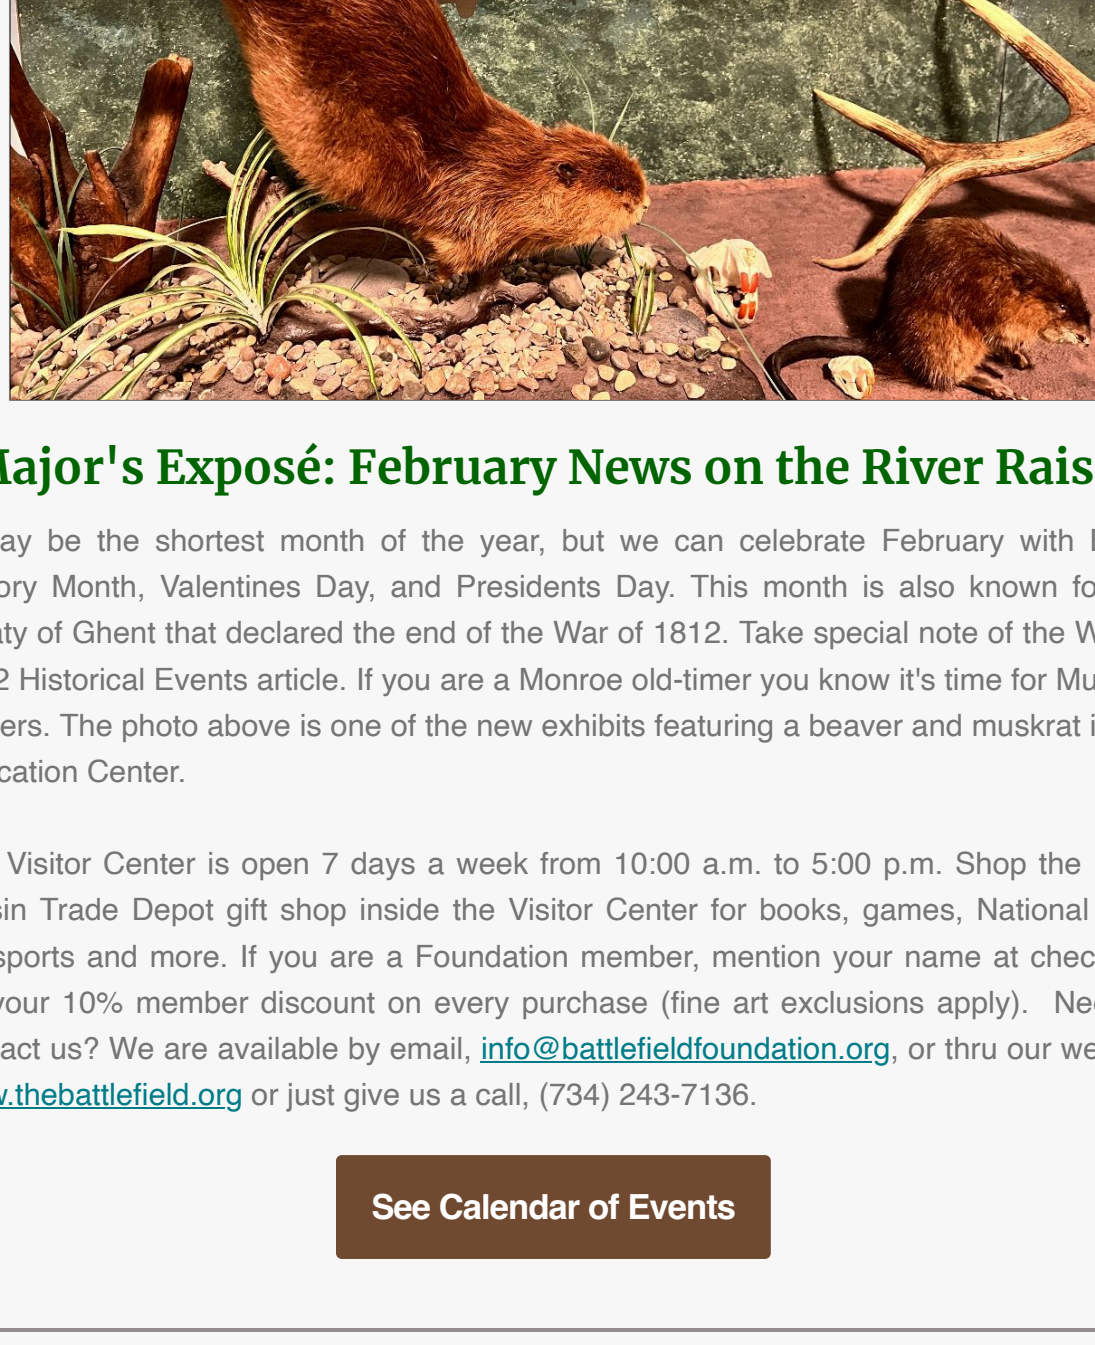 Major's Exposé: February News on the River Rais
ay be the shortest month of the year, but we can celebrate February with
ory Month, Valentines Day, and Presidents Day. This month is also known fo
aty of Ghent that declared the end of the War of 1812. Take special note of the W
2 Historical Events article. If you are a Monroe old-timer you know it's time for Mu
ers. The photo above is one of the new exhibits featuring a beaver and muskrat i
cation Center.
Visitor Center is open 7 days a week from 10:00 a.m. to 5:00 p.m. Shop the
sin Trade Depot gift shop inside the Visitor Center for books, games, National
sports and more. If you are a Foundation member, mention your name at chec
your 10% member discount on every purchase (fine art exclusions apply). Ne
act us? We are available by email, info@battlefieldfoundation.org, or thru our we
w.thebattlefield.org or just give us a call, (734) 243-7136.
See Calendar of Events